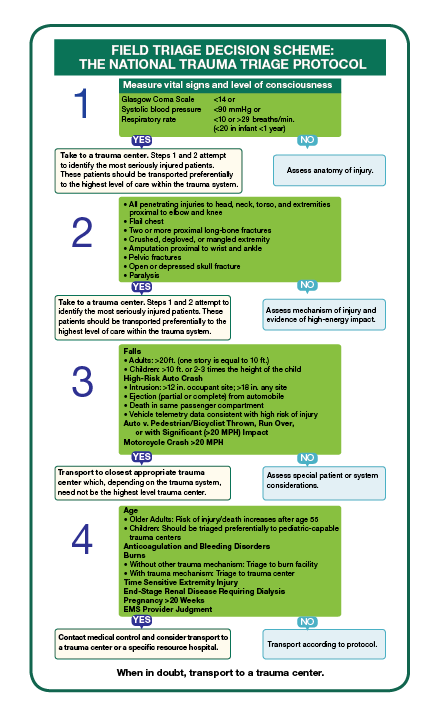 FIELD TRIAGE DECISION SCHEME:
THE NATIONAL TRAUMA TRIAGE PROTOCOL
1
Measure vital signs and level of consciousness
Glasgow Coma Scale <14 or
Systolic blood pressure <90 mmHg or
Respiratory rate <10 or >29 breaths/min.
(<20 in infant <1 year)
YES
NO
Take to a trauma center. Steps 1 and 2 attempt
to identify the most seriously injured patients.
These patients should be transported preferentially
to the highest level of care within the trauma system.
Assess anatomy of injury.
2
• All penetrating injuries to head, neck, torso, and extremities
proximal to elbow and knee
• Flail chest
• Two or more proximal long-bone fractures
• Crushed, degloved, or mangled extremity
• Amputation proximal to wrist and ankle
• Pelvic fractures
• Open or depressed skull fracture
• Paralysis
YES
NO
Take to a trauma center. Steps 1 and 2 attempt to
identify the most seriously injured patients. These
patients should be transported preferentially to the
highest level of care within the trauma system.
Assess mechanism of injury and
evidence of high-energy impact.
3
Falls
• Adults: >20 ft. (one story is equal to 10 ft.)
• Children: >10 ft. or 2-3 times the height of the child
High-Risk Auto Crash
• Intrusion: >12 in. occupant site; >18 in. any site
• Ejection (partial or complete) from automobile
• Death in same passenger compartment
• Vehicle telemetry data consistent with high risk of injury
Auto v. Pedestrian/Bicyclist Thrown, Run Over,
or with Significant (>20 MPH) Impact
Motorcycle Crash >20 MPH
YES
NO
Transport to closest appropriate trauma
center which, depending on the trauma system,
need not be the highest level trauma center.
Assess special patient or system
considerations.
4
Age
• Older Adults: Risk of injury/death increases after age 55
• Children: Should be triaged preferentially to pediatric-capable
trauma centers
Anticoagulation and Bleeding Disorders
Burns
• Without other trauma mechanism: Triage to burn facility
• With trauma mechanism: Triage to trauma center
Time Sensitive Extremity Injury
End-Stage Renal Disease Requiring Dialysis
Pregnancy >20 Weeks
EMS Provider Judgment
YES
NO
Contact medical control and consider transport to
a trauma center or a specific resource hospital.
Transport according to protocol.
When in doubt, transport to a trauma center.